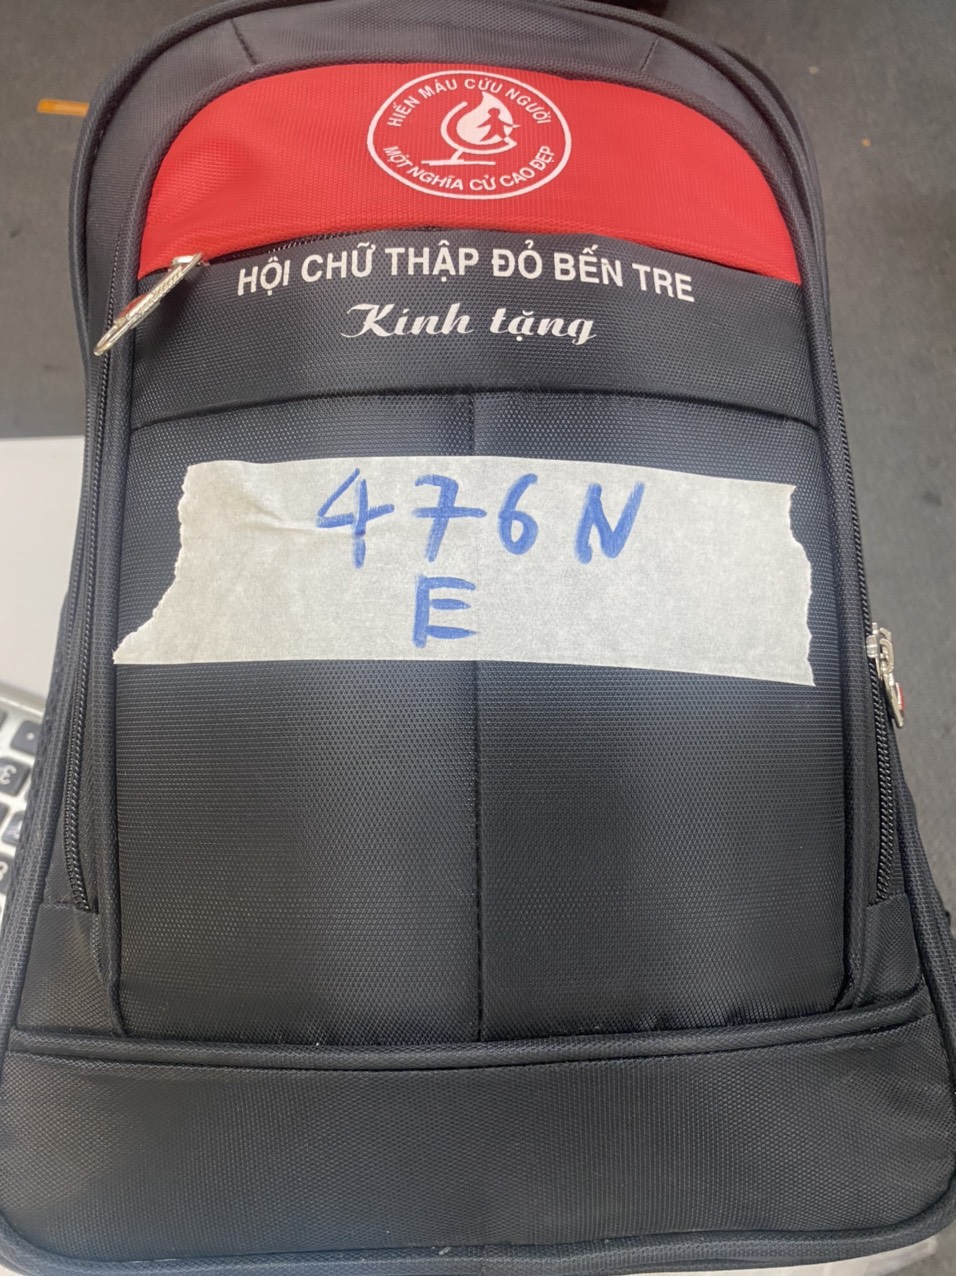 HIẾN MÁU CỨU NGƯỜI
MỘT NGHĨA CỬ CAO ĐẸP
HỘI CHỮ THẬP ĐỎ BẾN TRE
Kính tặng
476N
E